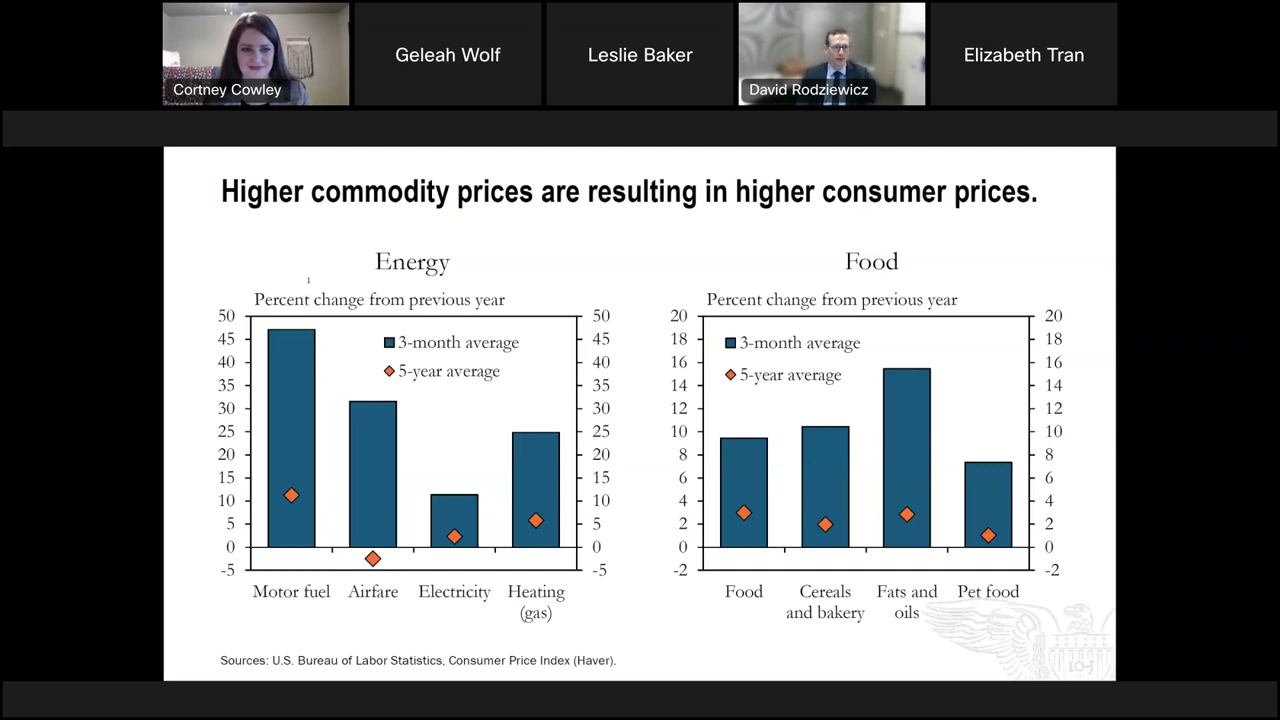 Cortney Cowley
Geleah Wolf
Leslie Baker
David Rodziewicz
Elizabeth Tran
Higher commodity prices are resulting in higher consumer prices.
Energy
Percent change from previous year
50 50
45 45
40 40
35 35
30 30
25 25
20 20
15 15
10 10
5 5
0 0
-5 -5
3-month average
5-year average
Motor fuel Airfare Electricity Heating
(gas)
Food
Percent change from previous year
20 20
18 18
16 16
14 14
12 12
10 10
8 8
6 6
4 4
2 2
0 0
-2 -2
3-month average
5-year average
Food Cereals Fats and Pet food
and bakery oils
Sources: U.S. Bureau of Labor Statistics, Consumer Price Index (Haver).